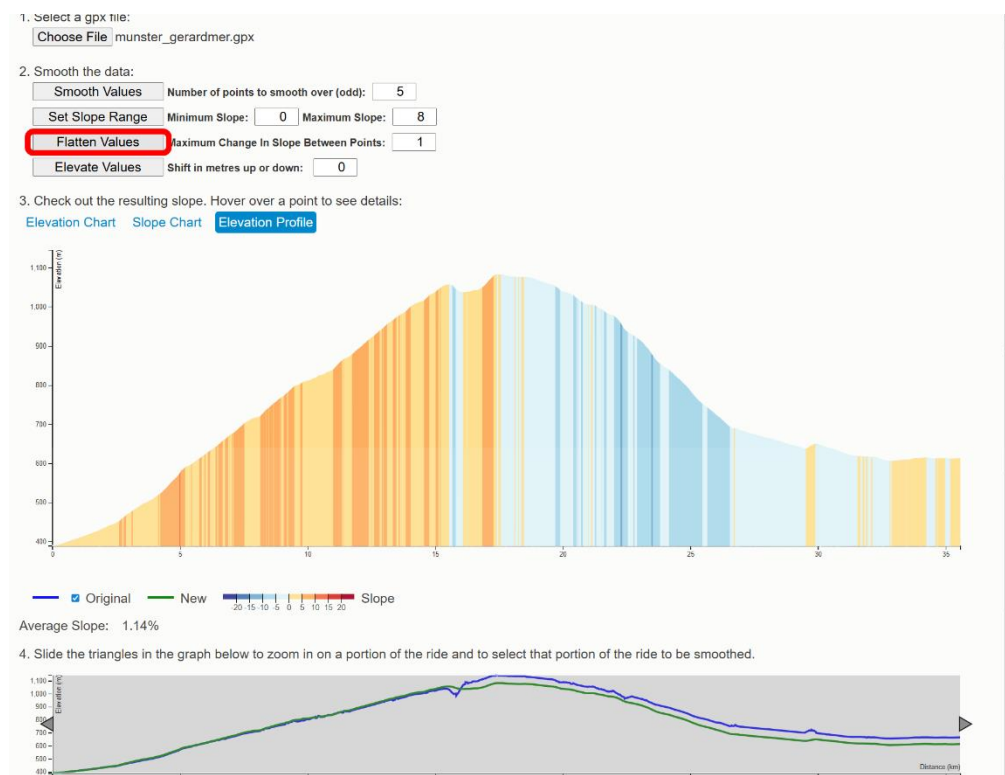 1. Select a gpx file:
Choose File munster_gerardmer.gpx
2. Smooth the data:
Smooth Values Number of points to smooth over (odd): 5
Set Slope Range Minimum Slope: 0 Maximum Slope: 8
Flatten Values Maximum Change In Slope Between Points: 1
Elevate Values Shift in metres up or down: 0
3. Check out the resulting slope. Hover over a point to see details:
Elevation Chart Slope Chart Elevation Profile
Elevation (m)
1,100
1,000
900
800
700
600
500
400
0 5 10 15 20 25 30 35
Original New -20 -15 -10 -5 0 5 10 15 20 Slope
Average Slope: 1.14%
4. Slide the triangles in the graph below to zoom in on a portion of the ride and to select that portion of the ride to be smoothed.
Elevation (m)
1,100
1,000
900
800
700
600
500
400
Distance (km)